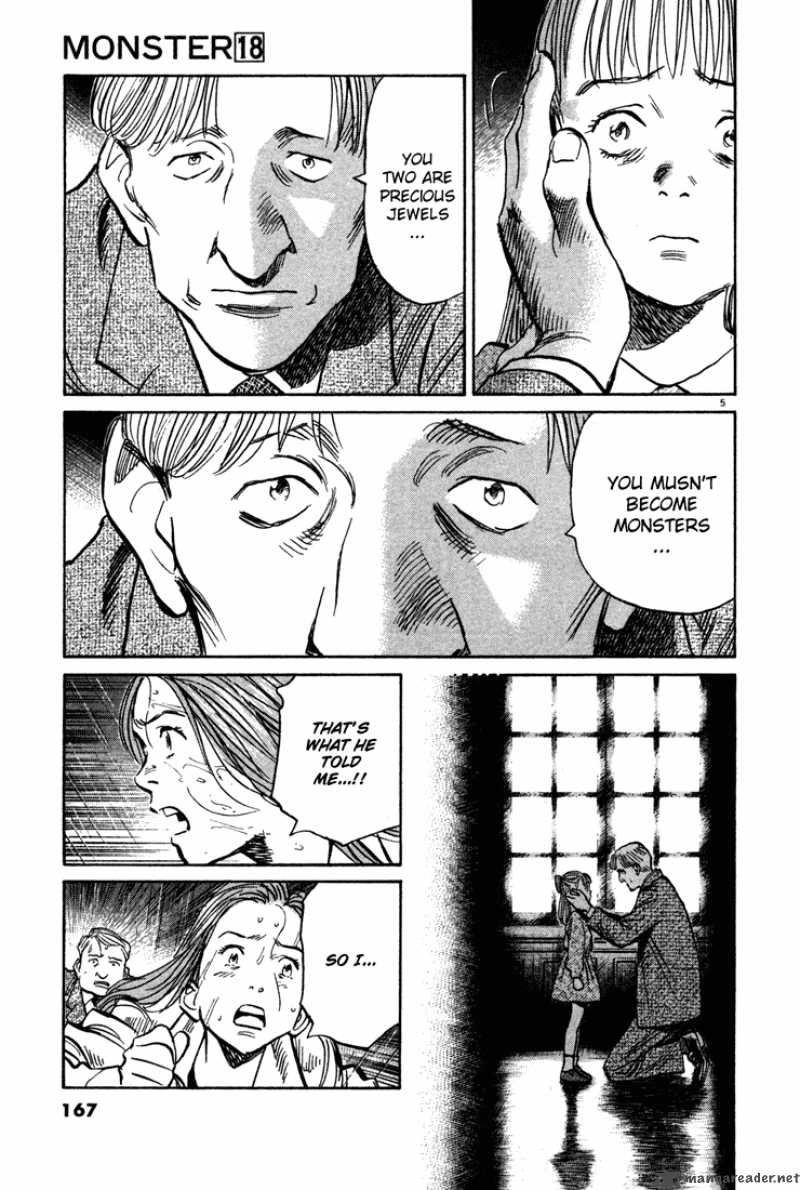 MONSTER 18
YOU
TWO ARE
PRECIOUS
JEWELS
...
5
YOU MUSN'T
BECOME
MONSTERS
...
THAT'S
WHAT HE
TOLD
ME...!!
SO I...
167
mangareader.net